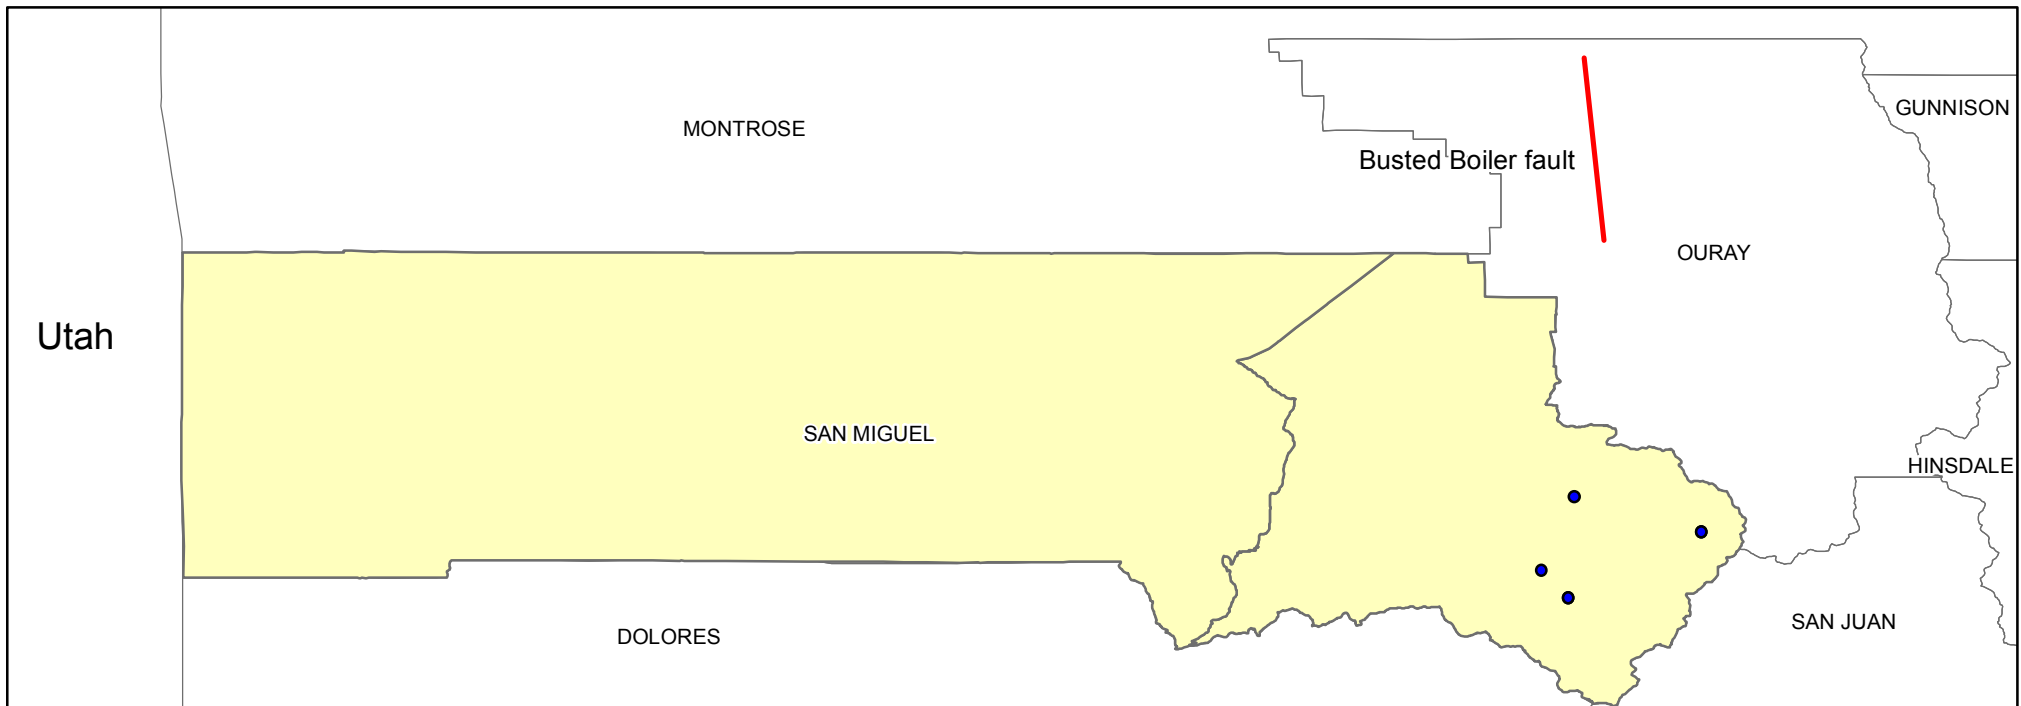 GUNNISON
MONTROSE
Busted Boiler fault
OURAY
Utah
SAN MIGUEL
HINSDALE
SAN JUAN
DOLORES